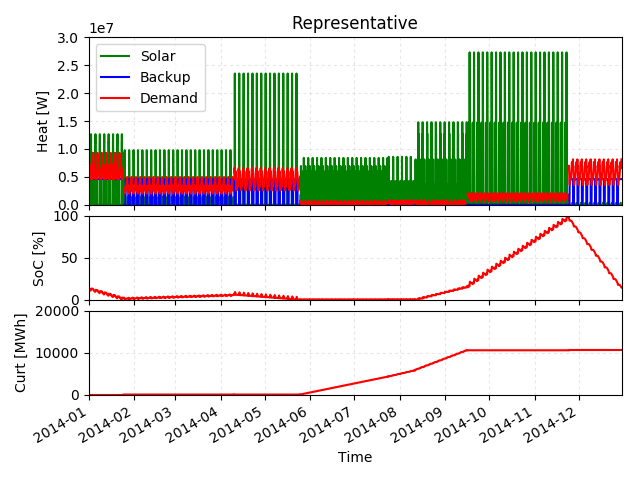 Representative
1e7
3.0
2.5
2.0
1.5
1.0
0.5
0.0
Heat [W]
Solar
Backup
Demand
100
50
0
SoC [%]
20000
10000
0
Curt [MWh]
2014-01
2014-02
2014-03
2014-04
2014-05
2014-06
2014-07
2014-08
2014-09
2014-10
2014-11
2014-12
Time